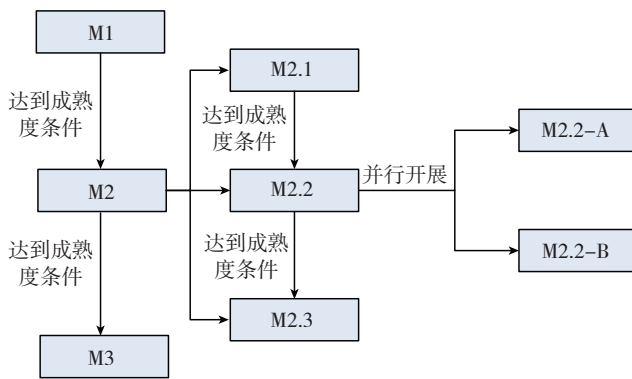 M1
达到成熟
度条件
M2
达到成熟
度条件
M3
M2.1
达到成熟
度条件
M2.2
达到成熟
度条件
M2.3
并行开展
M2.2-A
M2.2-B